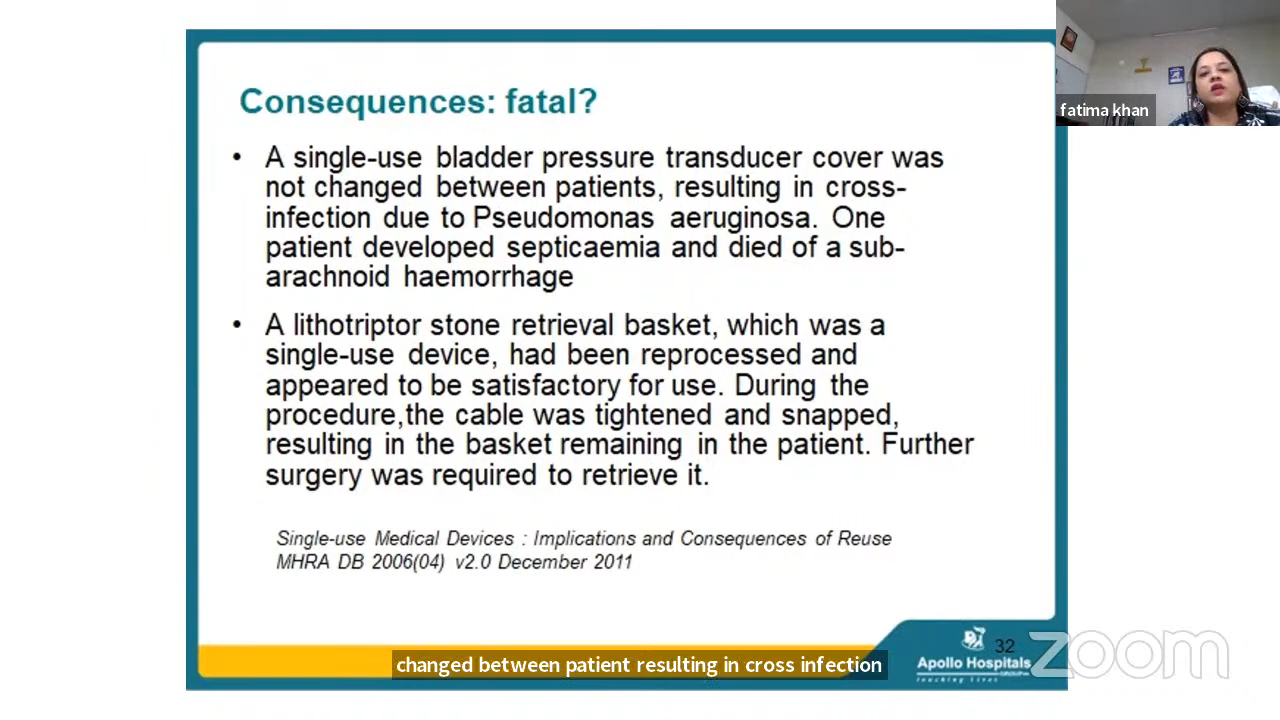 Consequences: fatal?
• A single-use bladder pressure transducer cover was
not changed between patients, resulting in cross-
infection due to Pseudomonas aeruginosa. One
patient developed septicaemia and died of a sub-
arachnoid haemorrhage
• A lithotriptor stone retrieval basket, which was a
single-use device, had been reprocessed and
appeared to be satisfactory for use. During the
procedure,the cable was tightened and snapped,
resulting in the basket remaining in the patient. Further
surgery was required to retrieve it.
Single-use Medical Devices : Implications and Consequences of Reuse
MHRA DB 2006(04) v2.0 December 2011
32
Apollo Hospitals
changed between patient resulting in cross infection
fatima khan
zoom